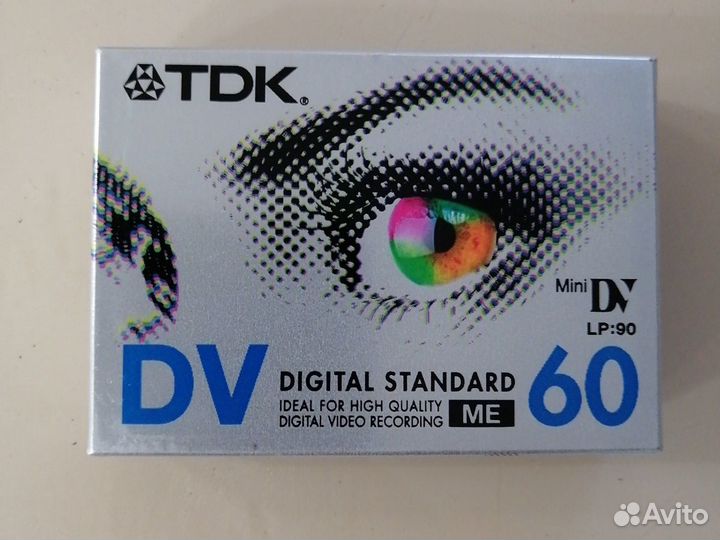 TDK®
Mini DV
LP:90
DV DIGITAL STANDARD 60
IDEAL FOR HIGH QUALITY
DIGITAL VIDEO RECORDING ME
Avito